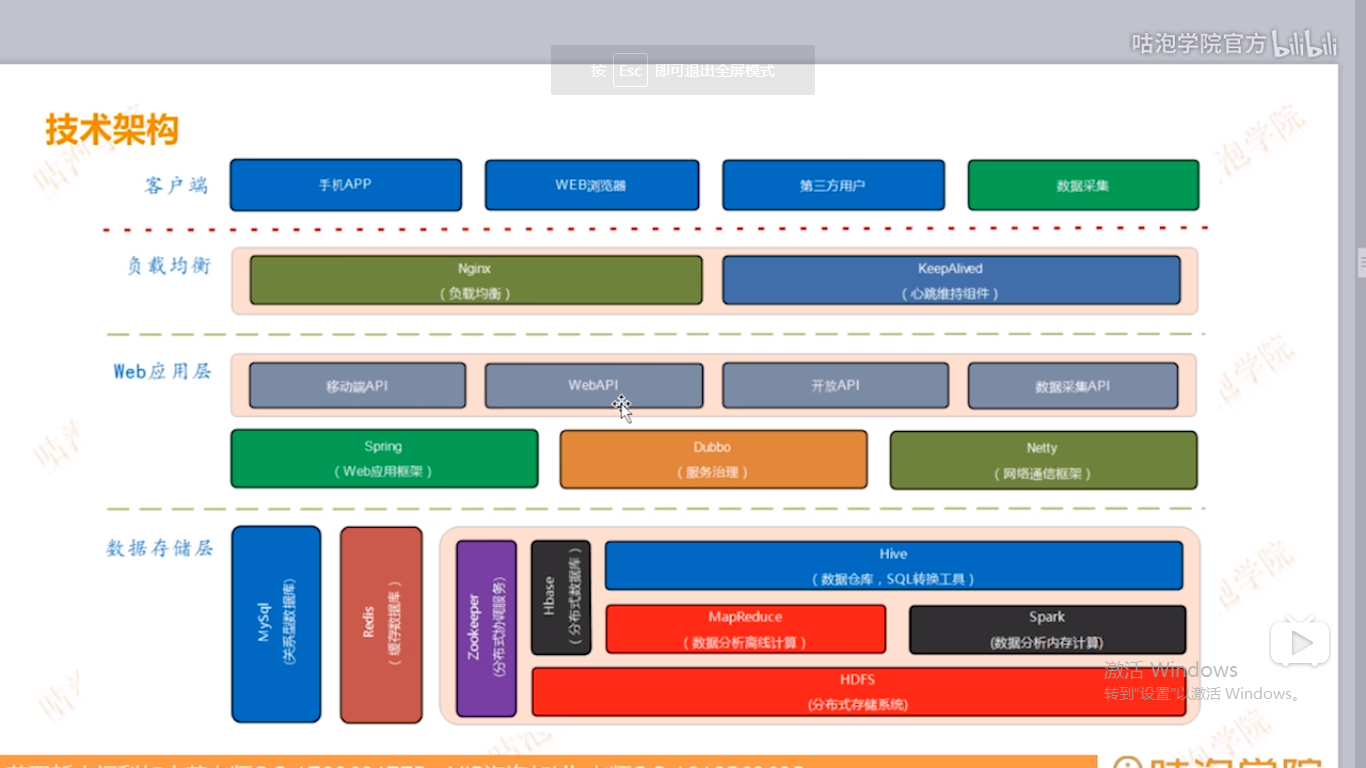 咕泡学院官方 bilibili
按 Esc 即可退出全屏模式
技术架构
客户端
手机APP
WEB浏览器
第三方用户
数据采集
负载均衡
Nginx
（负载均衡）
KeepAlived
（心跳维持组件）
Web应用层
移动端API
WebAPI
开放API
数据采集API
Spring
（Web应用框架）
Dubbo
（服务治理）
Netty
（网络通信框架）
数据存储层
MySql
(关系型数据库)
Redis
（缓存数据库）
Zookeeper
(分布式协调服务)
Hbase
（分布式数据库）
Hive
（数据仓库，SQL转换工具）
MapReduce
（数据分析离线计算）
Spark
(数据分析内存计算)
HDFS
(分布式存储系统)
激活 Windows
转到“设置”以激活 Windows。
咕泡学院